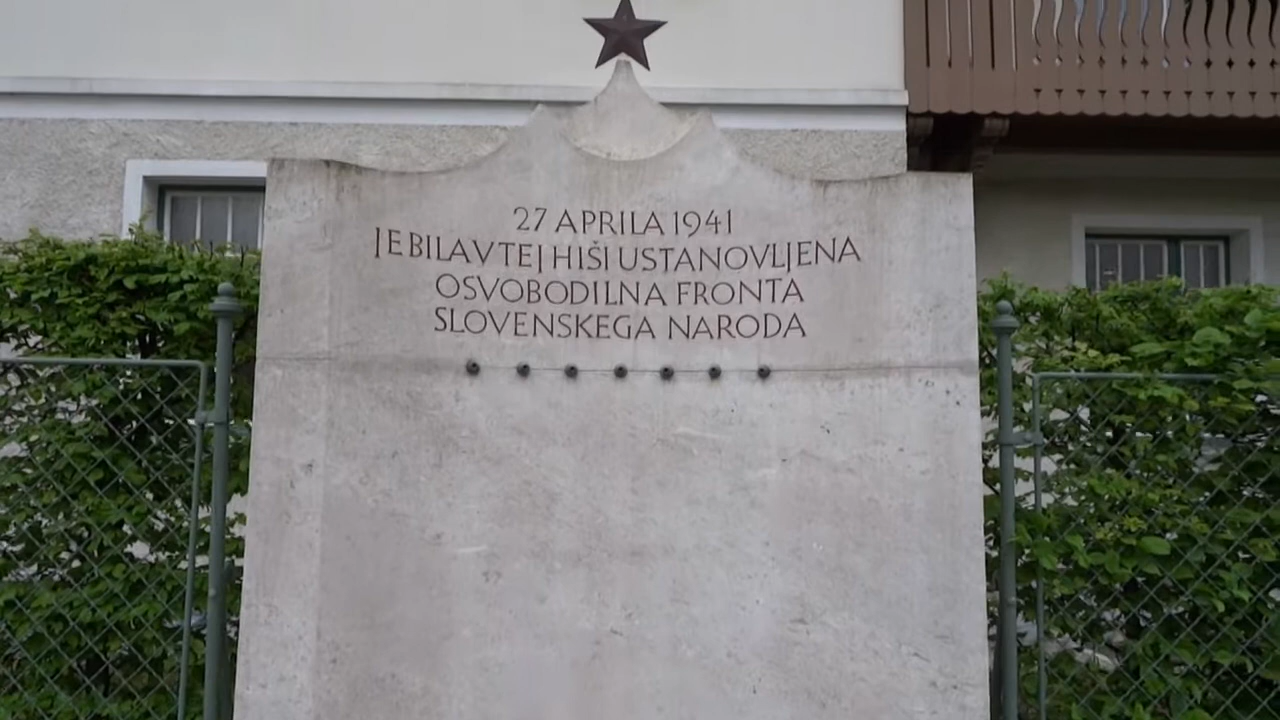 27 APRILA 1941
JE BILA V TEJ HIŠI USTANOVLJENA
OSVOBODILNA FRONTA
SLOVENSKEGA NARODA